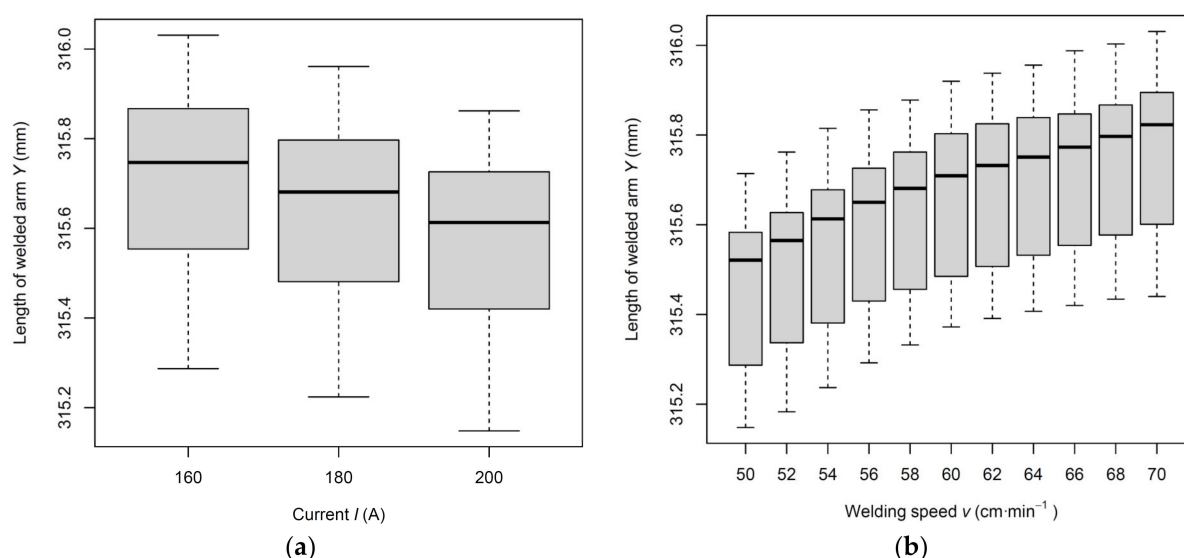 Length of welded arm Y (mm)
316.0
315.8
315.6
315.4
315.2
160
180
200
Current I (A)
(a)
Length of welded arm Y (mm)
316.0
315.8
315.6
315.4
315.2
50 52 54 56 58 60 62 64 66 68 70
Welding speed v (cm·min⁻¹ )
(b)